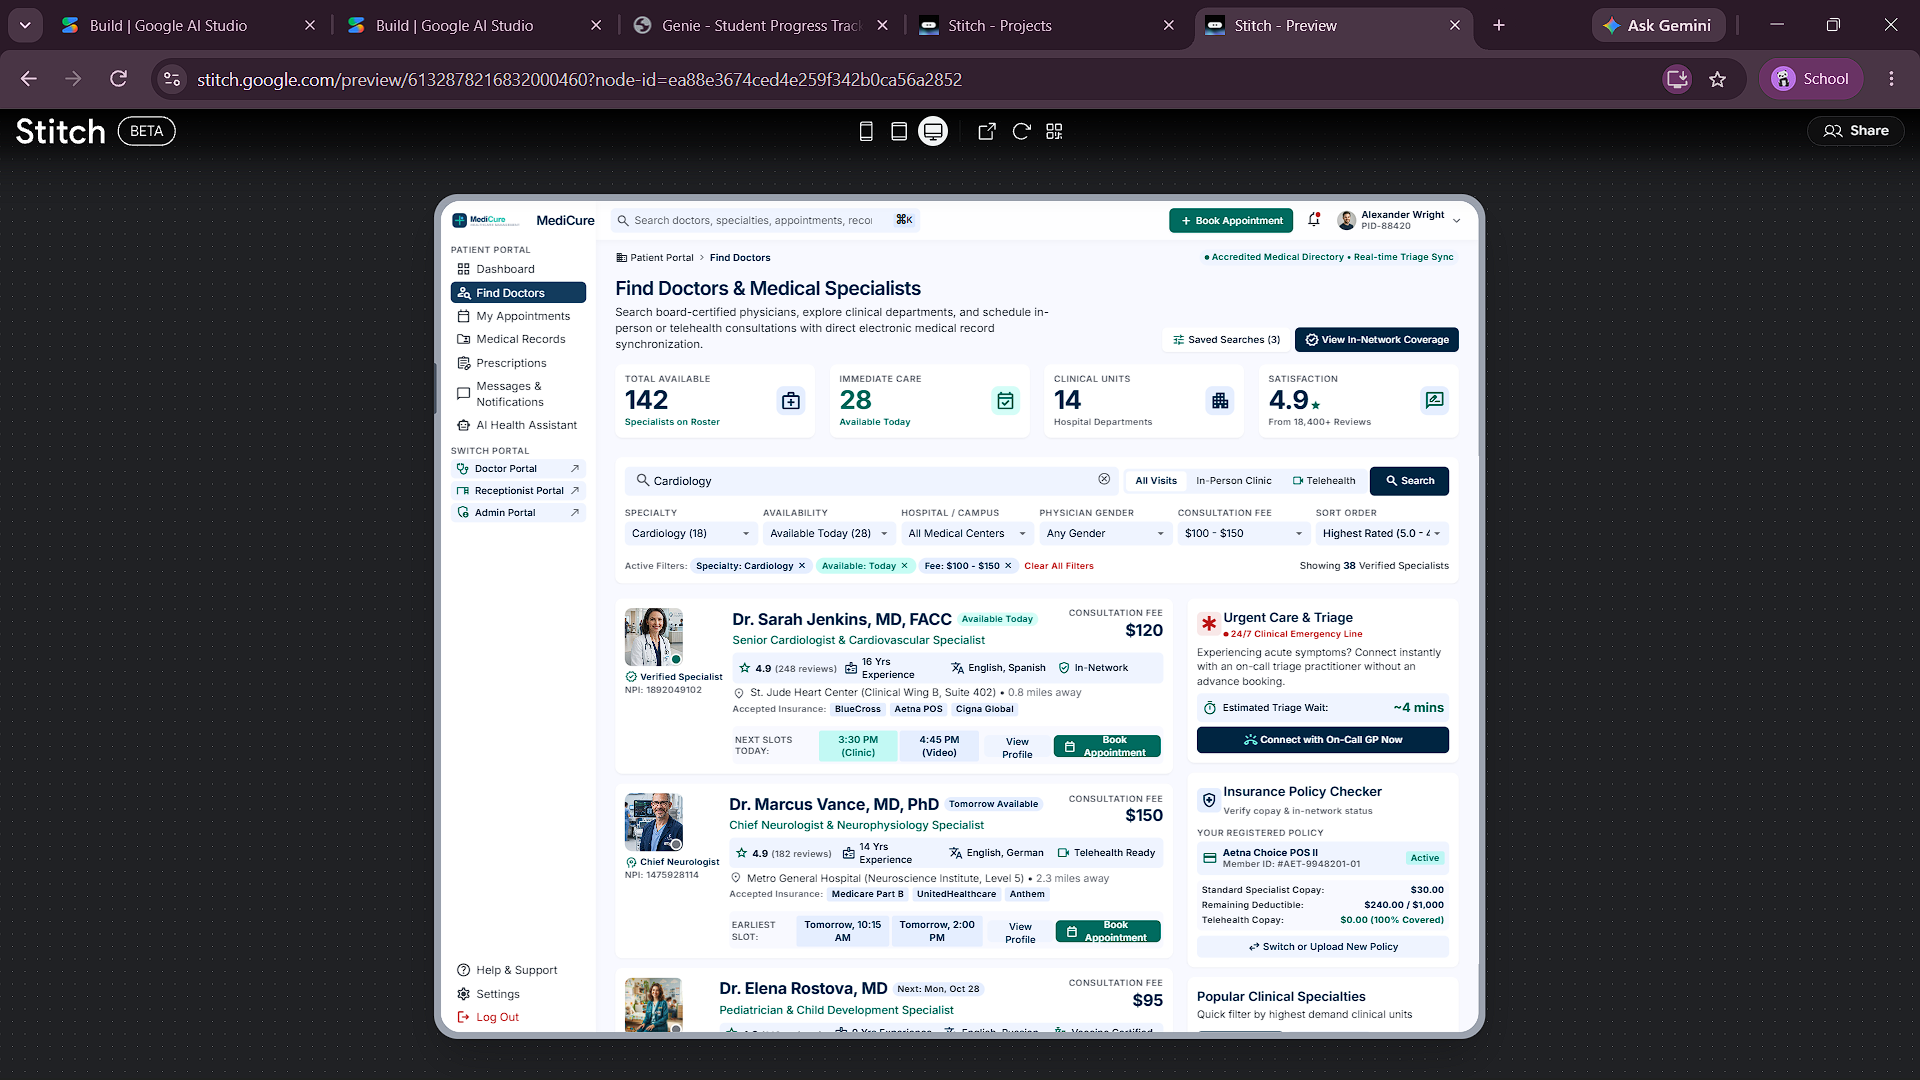 Build | Google AI Studio
Build | Google AI Studio
Genie - Student Progress Track
Stitch - Projects
Stitch - Preview
Ask Gemini
stitch.google.com/preview/6132878216832000460?node-id=ea88e3674ced4e259f342b0ca56a2852
School
Stitch
BETA
Share
MediCure
MediCure
Search doctors, specialties, appointments, recor
⌘K
+ Book Appointment
Alexander Wright
PID-88420
PATIENT PORTAL
Dashboard
Find Doctors
My Appointments
Medical Records
Prescriptions
Messages &
Notifications
AI Health Assistant
SWITCH PORTAL
Doctor Portal
Receptionist Portal
Admin Portal
Help & Support
Settings
Log Out
Patient Portal > Find Doctors
• Accredited Medical Directory • Real-time Triage Sync
Find Doctors & Medical Specialists
Search board-certified physicians, explore clinical departments, and schedule in-
person or telehealth consultations with direct electronic medical record
synchronization.
Saved Searches (3)
View In-Network Coverage
TOTAL AVAILABLE
142
Specialists on Roster
IMMEDIATE CARE
28
Available Today
CLINICAL UNITS
14
Hospital Departments
SATISFACTION
4.9★
From 18,400+ Reviews
Cardiology
All Visits
In-Person Clinic
Telehealth
Search
SPECIALTY
Cardiology (18)
AVAILABILITY
Available Today (28)
HOSPITAL / CAMPUS
All Medical Centers
PHYSICIAN GENDER
Any Gender
CONSULTATION FEE
$100 - $150
SORT ORDER
Highest Rated (5.0 - 4
Active Filters: Specialty: Cardiology ✕ Available: Today ✕ Fee: $100 - $150 ✕ Clear All Filters
Showing 38 Verified Specialists
Verified Specialist
NPI: 1892049102
Dr. Sarah Jenkins, MD, FACC Available Today
Senior Cardiologist & Cardiovascular Specialist
CONSULTATION FEE
$120
4.9 (248 reviews)
16 Yrs
Experience
English, Spanish
In-Network
St. Jude Heart Center (Clinical Wing B, Suite 402) • 0.8 miles away
Accepted Insurance: BlueCross Aetna POS Cigna Global
NEXT SLOTS
TODAY:
3:30 PM
(Clinic)
4:45 PM
(Video)
View
Profile
Book
Appointment
Chief Neurologist
NPI: 1475928114
Dr. Marcus Vance, MD, PhD Tomorrow Available
Chief Neurologist & Neurophysiology Specialist
CONSULTATION FEE
$150
4.9 (182 reviews)
14 Yrs
Experience
English, German
Telehealth Ready
Metro General Hospital (Neuroscience Institute, Level 5) • 2.3 miles away
Accepted Insurance: Medicare Part B UnitedHealthcare Anthem
EARLIEST
SLOT:
Tomorrow, 10:15
AM
Tomorrow, 2:00
PM
View
Profile
Book
Appointment
Dr. Elena Rostova, MD Next: Mon, Oct 28
Pediatrician & Child Development Specialist
CONSULTATION FEE
$95
Urgent Care & Triage
• 24/7 Clinical Emergency Line
Experiencing acute symptoms? Connect instantly
with an on-call triage practitioner without an
advance booking.
Estimated Triage Wait: ~4 mins
Connect with On-Call GP Now
Insurance Policy Checker
Verify copay & in-network status
YOUR REGISTERED POLICY
Aetna Choice POS II
Member ID: #AET-9948201-01
Active
Standard Specialist Copay: $30.00
Remaining Deductible: $240.00 / $1,000
Telehealth Copay: $0.00 (100% Covered)
Switch or Upload New Policy
Popular Clinical Specialties
Quick filter by highest demand clinical units